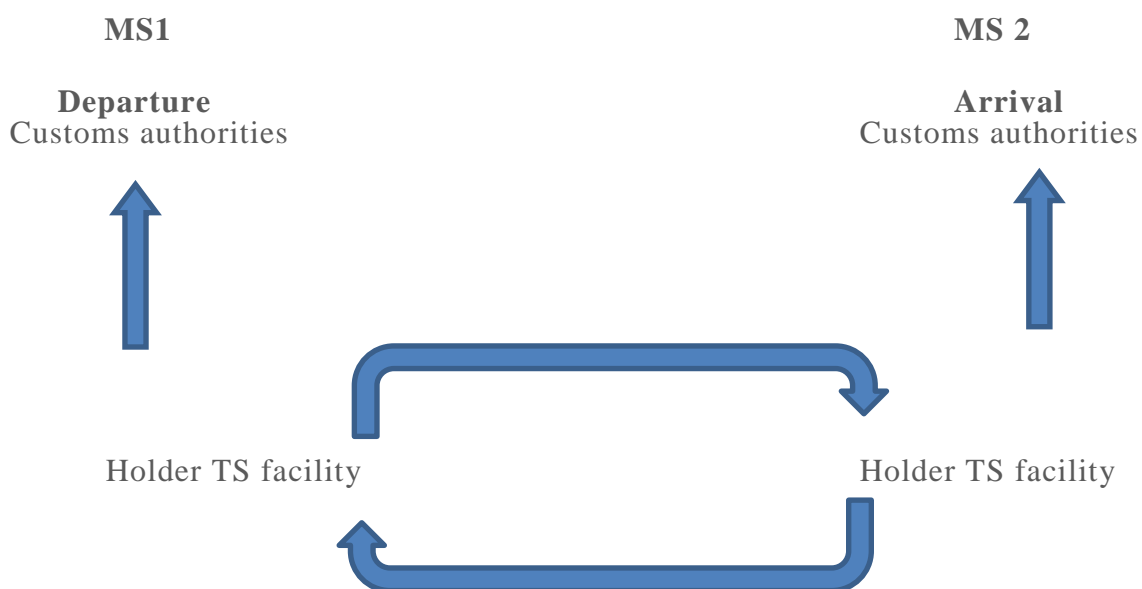 MS1
MS 2
Departure
Customs authorities
Arrival
Customs authorities
Holder TS facility
Holder TS facility